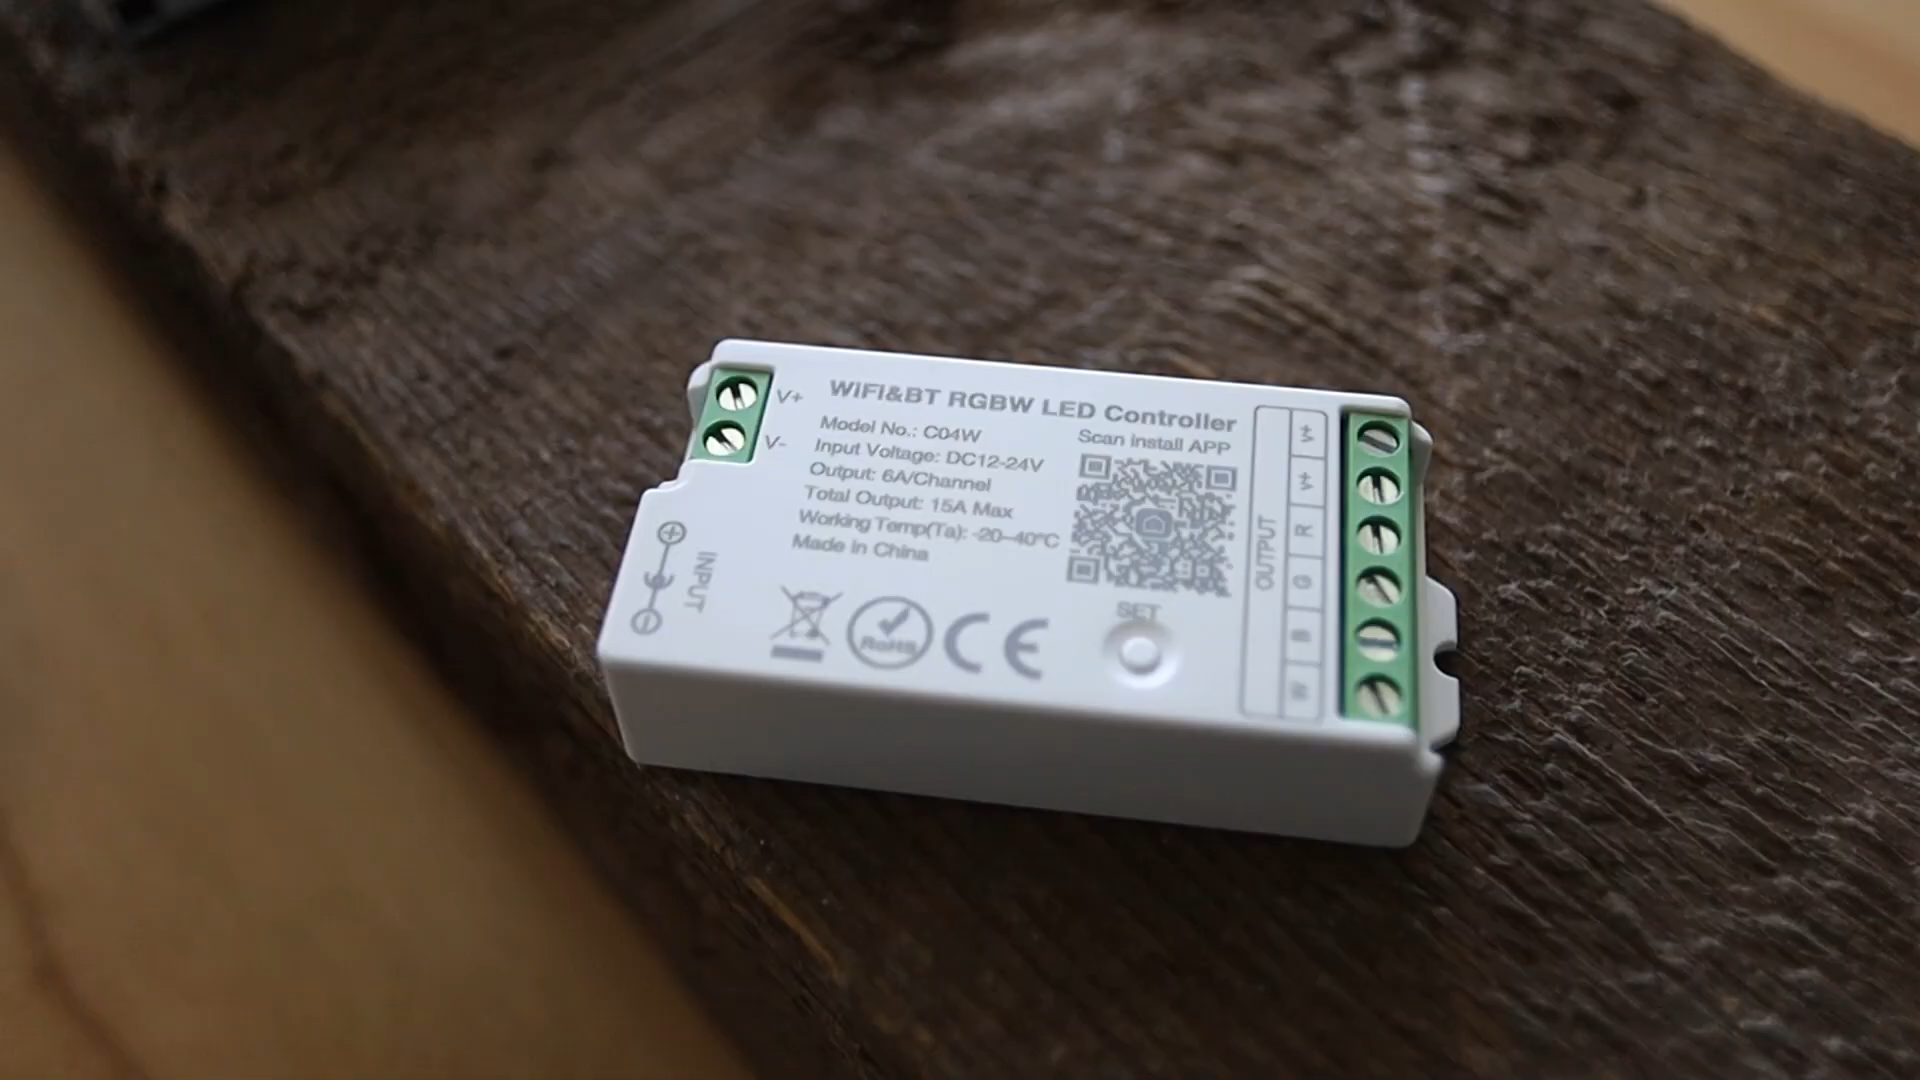 V+
V-
WIFI&BT RGBW LED Controller
Model No.: C04W
Input Voltage: DC12-24V
Output: 6A/Channel
Total Output: 15A Max
Working Temp(Ta): -20–40°C
Made in China
Scan install APP
INPUT
RoHS
CE
SET
OUTPUT
V+
V+
R
G
B
W